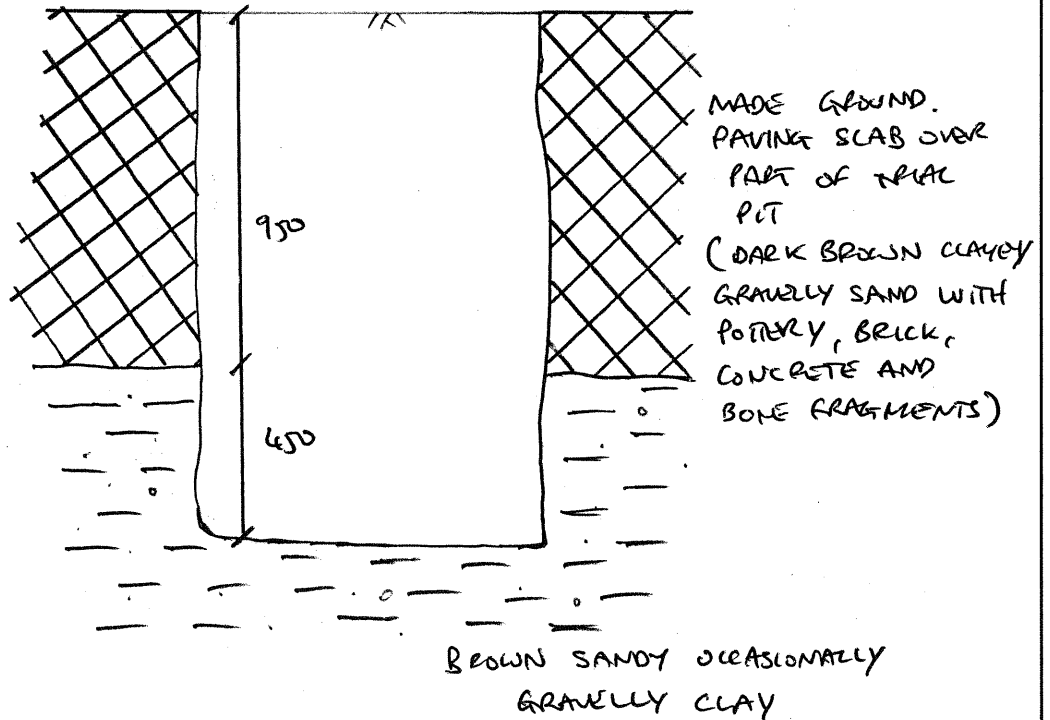 MADE GROUND.
PAVING SLAB OVER
PART OF TRIAL
PIT
(DARK BROWN CLAYEY
GRAVELLY SAND WITH
POTTERY, BRICK,
CONCRETE AND
BONE FRAGMENTS)
950
450
BROWN SANDY OCCASIONALLY
GRAVELLY CLAY